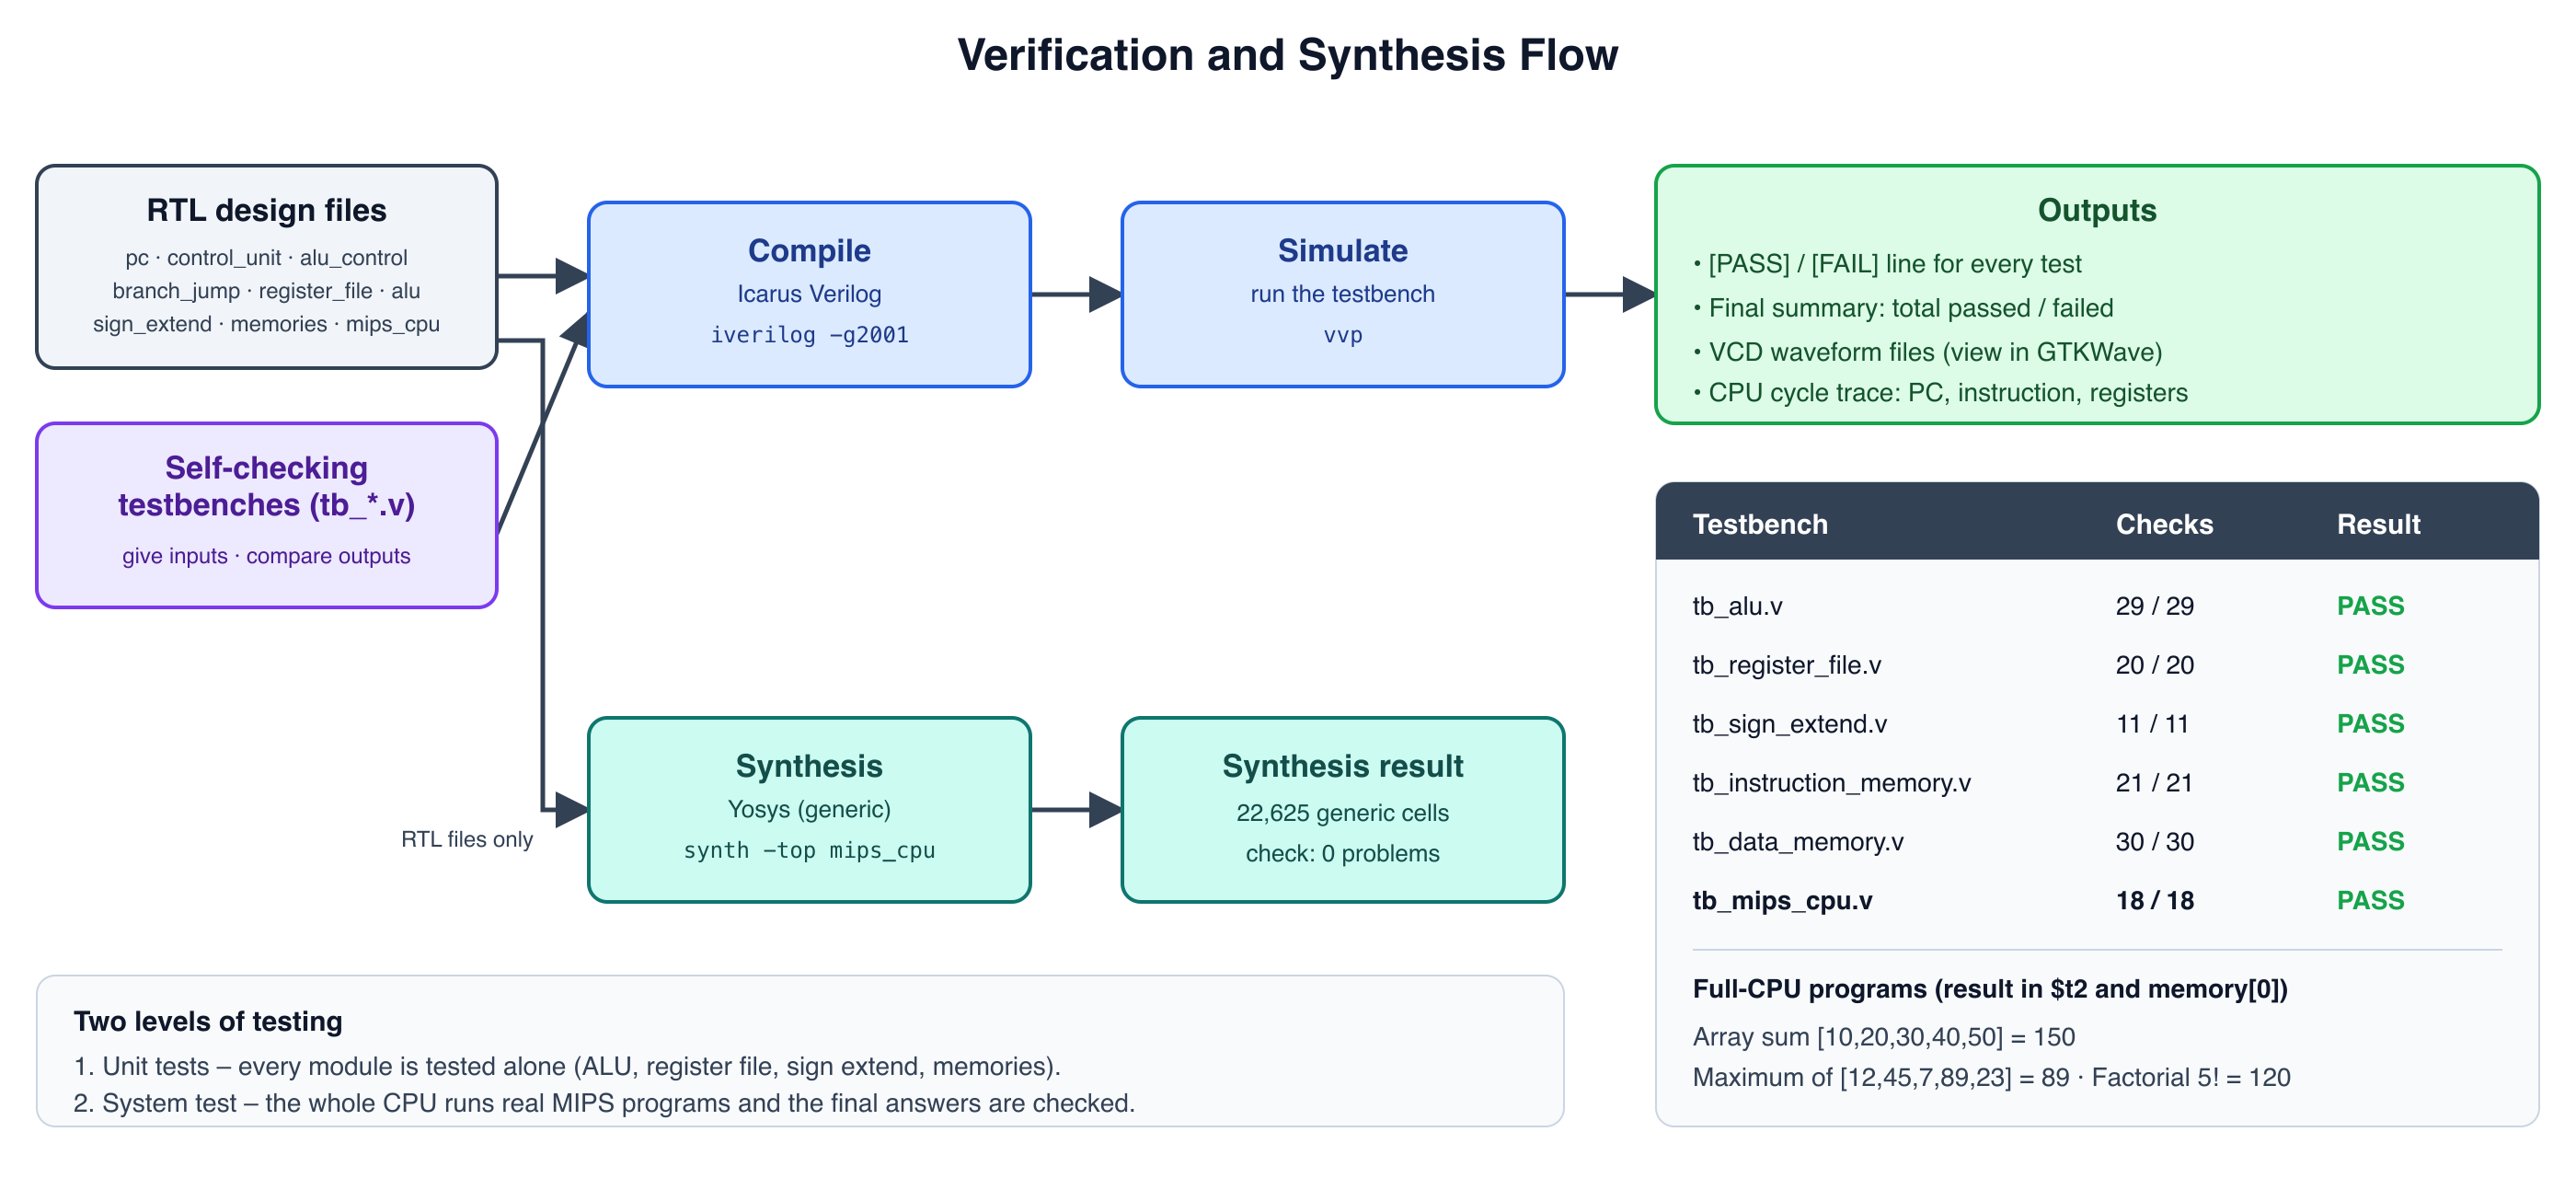 Verification and Synthesis Flow
RTL design files
pc · control_unit · alu_control
branch_jump · register_file · alu
sign_extend · memories · mips_cpu
Self-checking
testbenches (tb_*.v)
give inputs · compare outputs
Compile
Icarus Verilog
iverilog −g2001
Simulate
run the testbench
vvp
Outputs
• [PASS] / [FAIL] line for every test
• Final summary: total passed / failed
• VCD waveform files (view in GTKWave)
• CPU cycle trace: PC, instruction, registers
RTL files only
Synthesis
Yosys (generic)
synth −top mips_cpu
Synthesis result
22,625 generic cells
check: 0 problems
Testbench Checks Result
tb_alu.v 29 / 29 PASS
tb_register_file.v 20 / 20 PASS
tb_sign_extend.v 11 / 11 PASS
tb_instruction_memory.v 21 / 21 PASS
tb_data_memory.v 30 / 30 PASS
tb_mips_cpu.v 18 / 18 PASS
Full-CPU programs (result in $t2 and memory[0])
Array sum [10,20,30,40,50] = 150
Maximum of [12,45,7,89,23] = 89 · Factorial 5! = 120
Two levels of testing
1. Unit tests – every module is tested alone (ALU, register file, sign extend, memories).
2. System test – the whole CPU runs real MIPS programs and the final answers are checked.